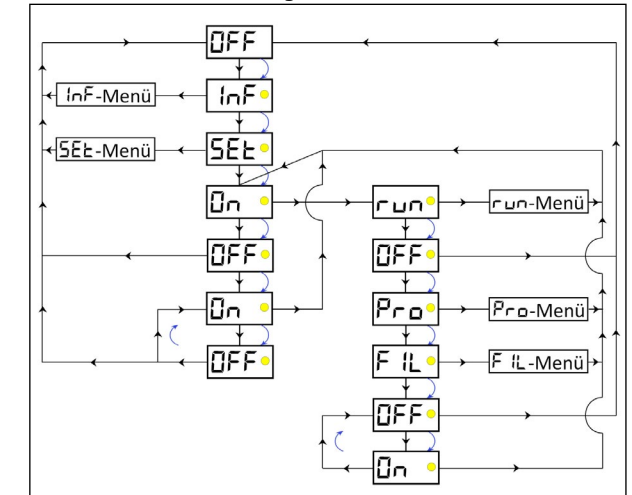 OFF
InF-Menü InF
SEt-Menü SEt
On run run-Menü
OFF OFF
On Pro Pro-Menü
OFF FIL FIL-Menü
OFF
On